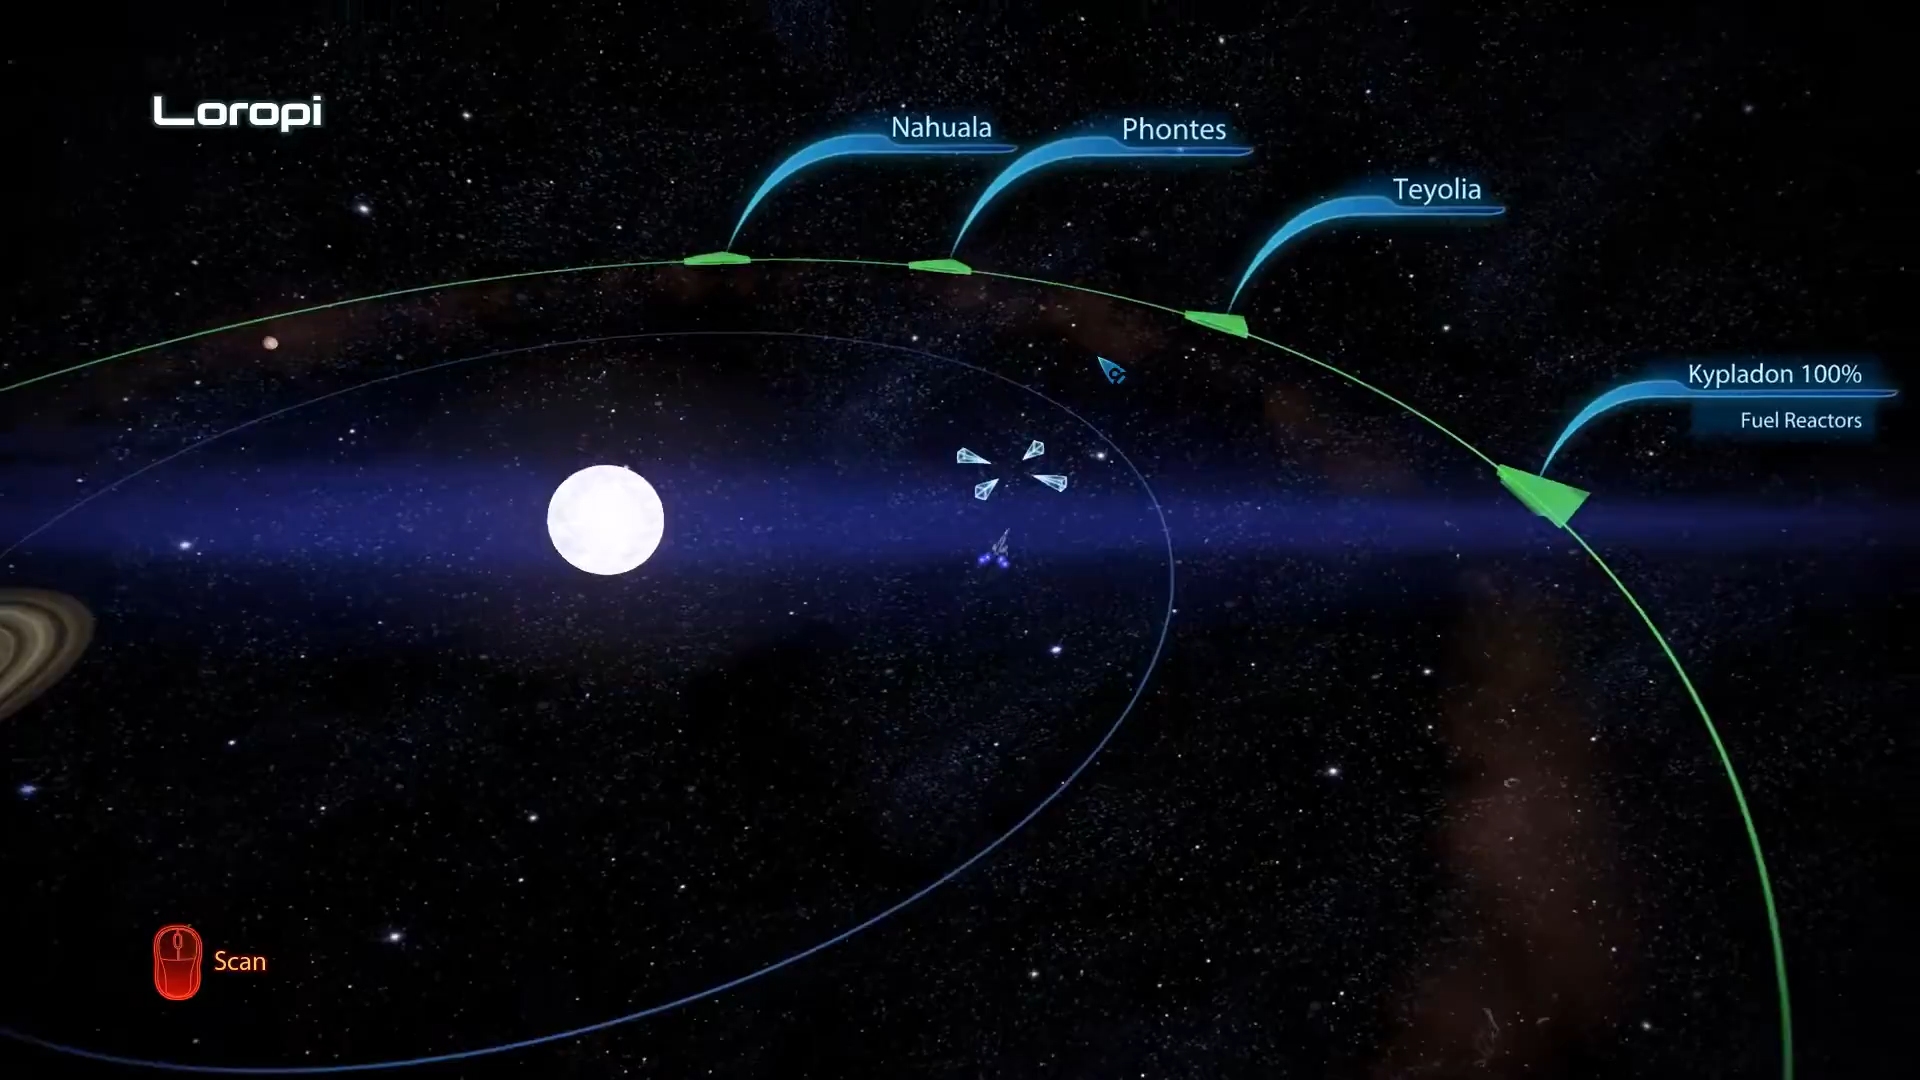 Loropi
Nahuala
Phontes
Teyolia
Kypladon 100%
Fuel Reactors
Scan